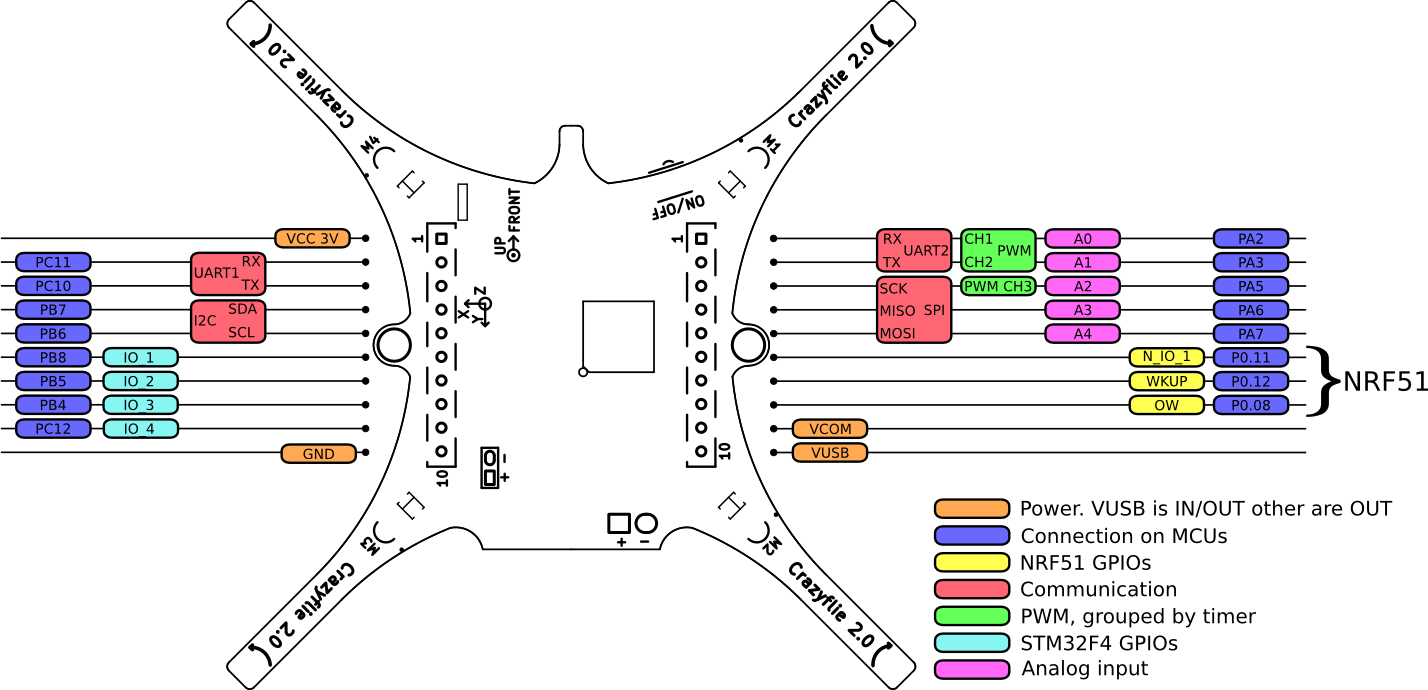 Crazyflie 2.0
Crazyflie 2.0
M4
M1
ON/OFF
UP
FRONT
1
1
VCC 3V
PC11
UART1
RX
PC10
TX
PB7
I2C
SDA
PB6
SCL
PB8
IO_1
PB5
IO_2
PB4
IO_3
PC12
IO_4
GND
Z
X
Y
RX
UART2
CH1
PWM
A0
PA2
TX
CH2
A1
PA3
SCK
PWM CH3
A2
PA5
MISO
SPI
A3
PA6
MOSI
A4
PA7
N_IO_1
P0.11
WKUP
P0.12
NRF51
OW
P0.08
VCOM
VUSB
10
10
-
+
+ -
M3
M2
Crazyflie 2.0
Crazyflie 2.0
Power. VUSB is IN/OUT other are OUT
Connection on MCUs
NRF51 GPIOs
Communication
PWM, grouped by timer
STM32F4 GPIOs
Analog input